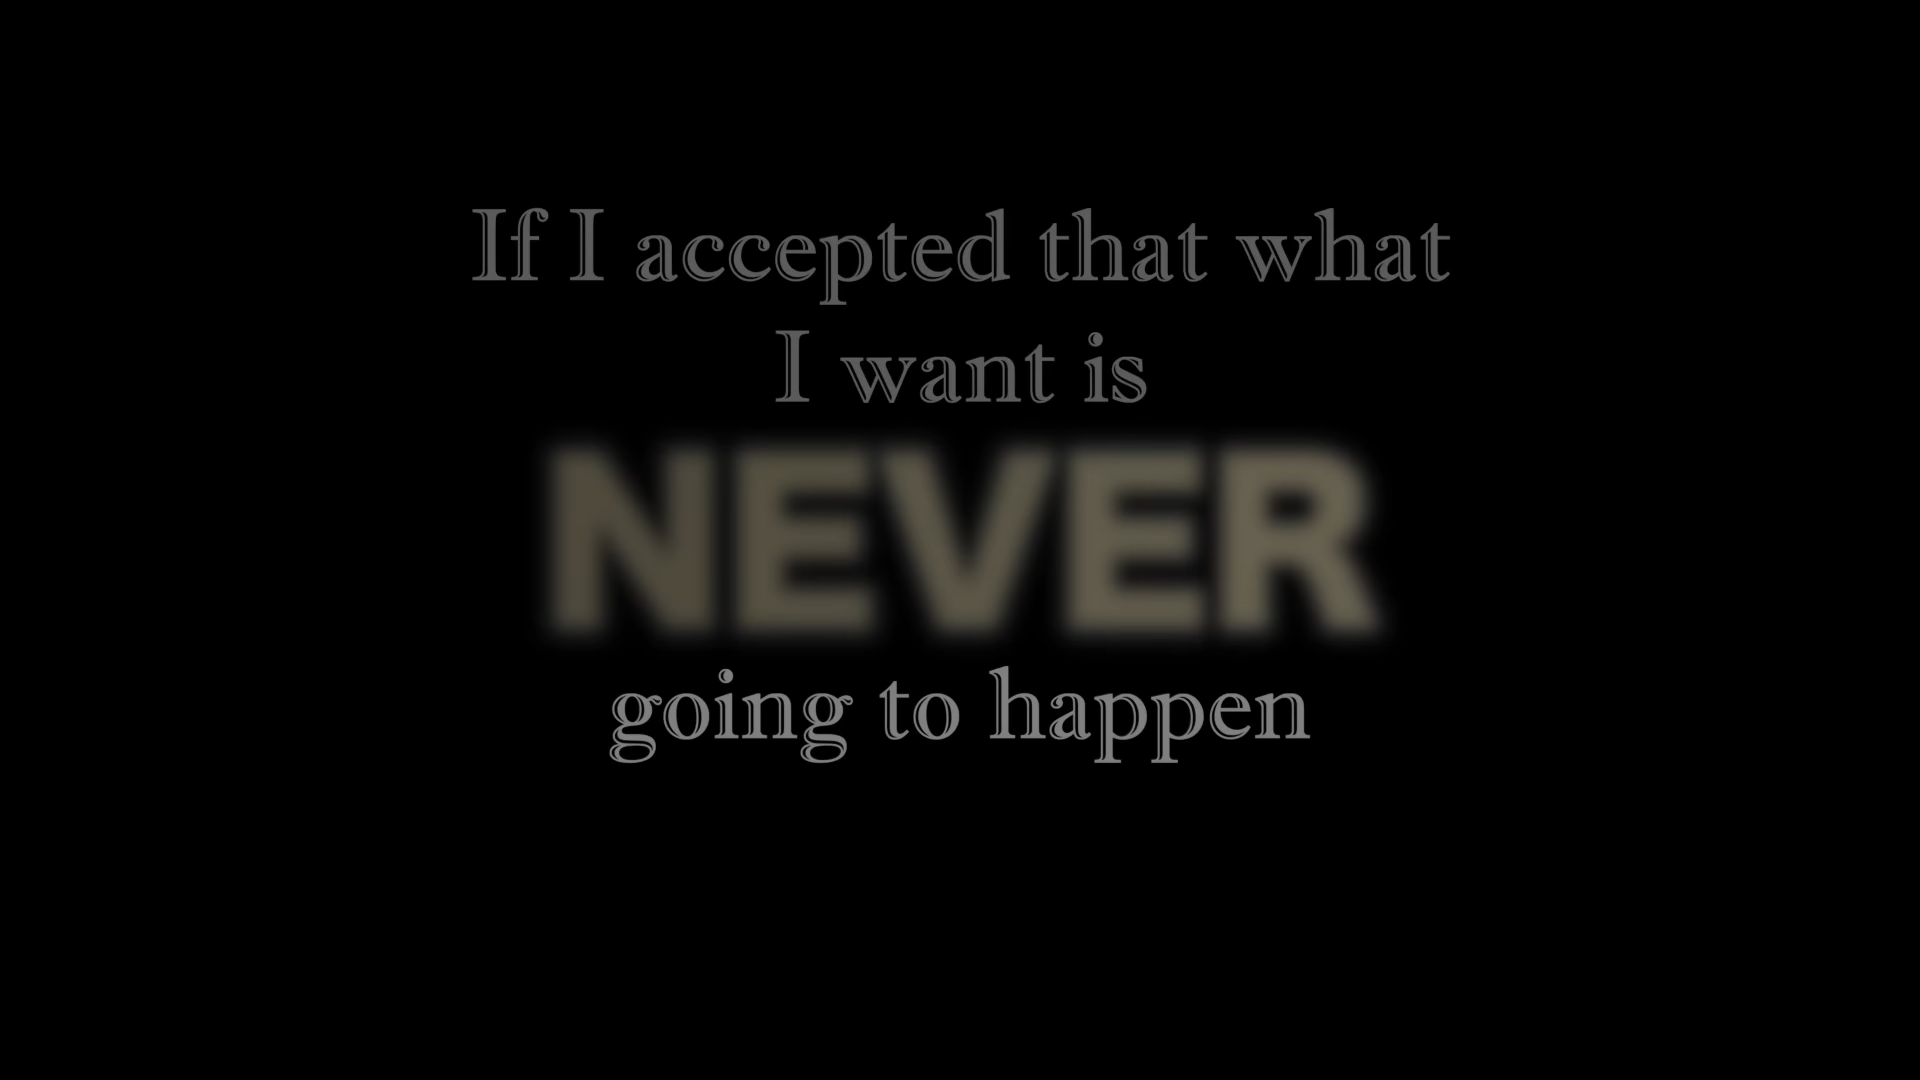 If I accepted that what
I want is
NEVER
going to happen